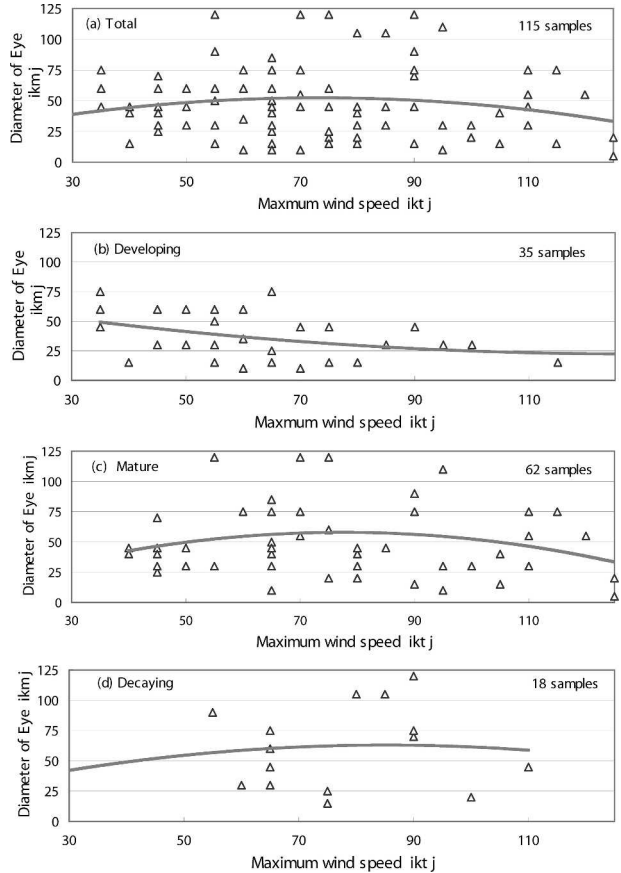 (a) Total
115 samples
Diameter of Eye
ikm j
125
100
75
50
25
0
30
50
70
90
110
Maxmum wind speed ikt j
(b) Developing
35 samples
Diameter of Eye
ikm j
125
100
75
50
25
0
30
50
70
90
110
Maxmum wind speed ikt j
(c) Mature
62 samples
Diameter of Eye ikm j
125
100
75
50
25
0
30
50
70
90
110
Maximum wind speed ikt j
(d) Decaying
18 samples
Diameter of Eye ikm j
125
100
75
50
25
0
30
50
70
90
110
Maximum wind speed ikt j